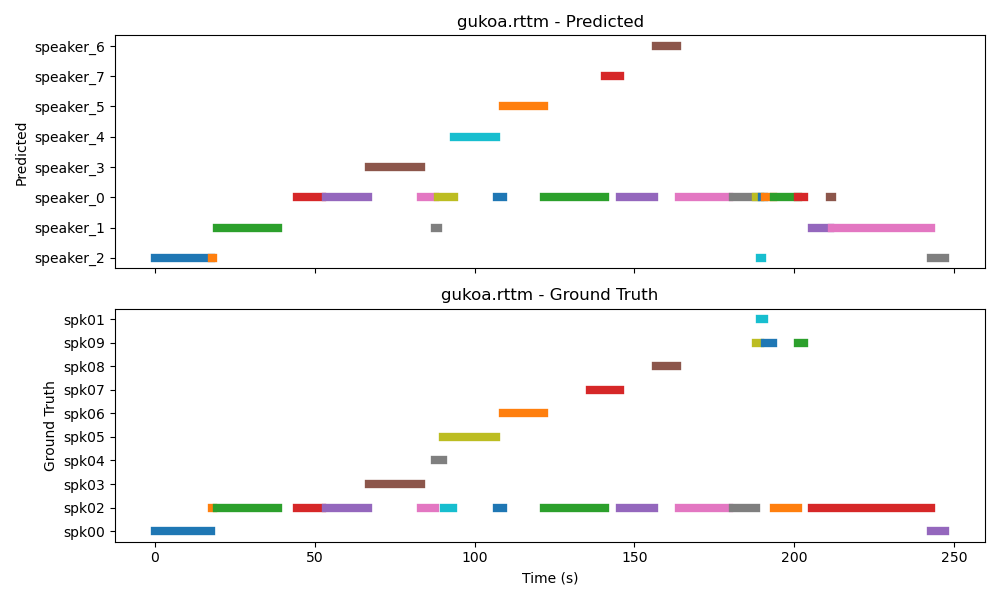 gukoa.rttm - Predicted
speaker_6
speaker_7
speaker_5
speaker_4
speaker_3
speaker_0
speaker_1
speaker_2
Predicted
gukoa.rttm - Ground Truth
spk01
spk09
spk08
spk07
spk06
spk05
spk04
spk03
spk02
spk00
Ground Truth
0 50 100 150 200 250
Time (s)